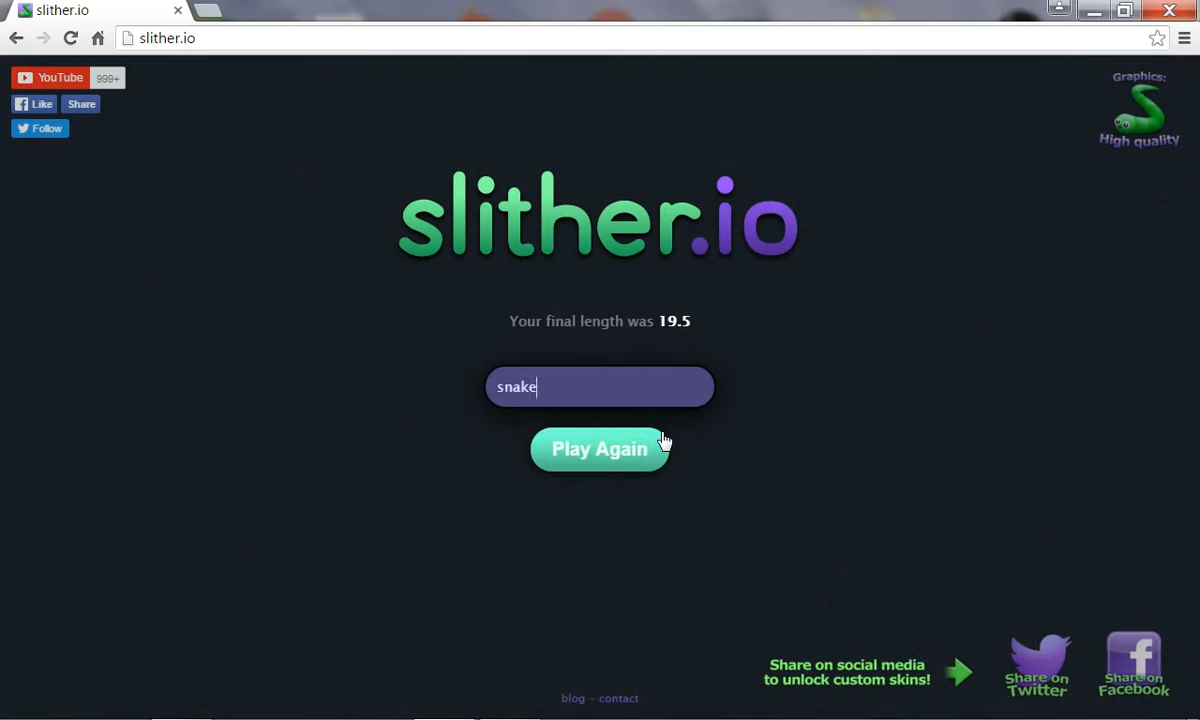 slither.io
slither.io
YouTube 999+
Like Share
Follow
Graphics:
High quality
slither.io
Your final length was 19.5
snake
Play Again
Share on social media
to unlock custom skins!
Share on
Twitter
Share on
Facebook
blog - contact